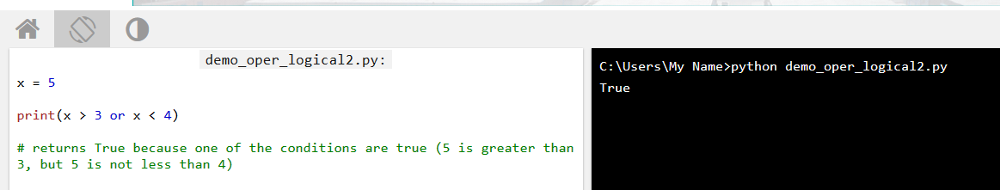 demo_oper_logical2.py:
x = 5
print(x > 3 or x < 4)
# returns True because one of the conditions are true (5 is greater than
3, but 5 is not less than 4)
C:\Users\My Name>python demo_oper_logical2.py
True